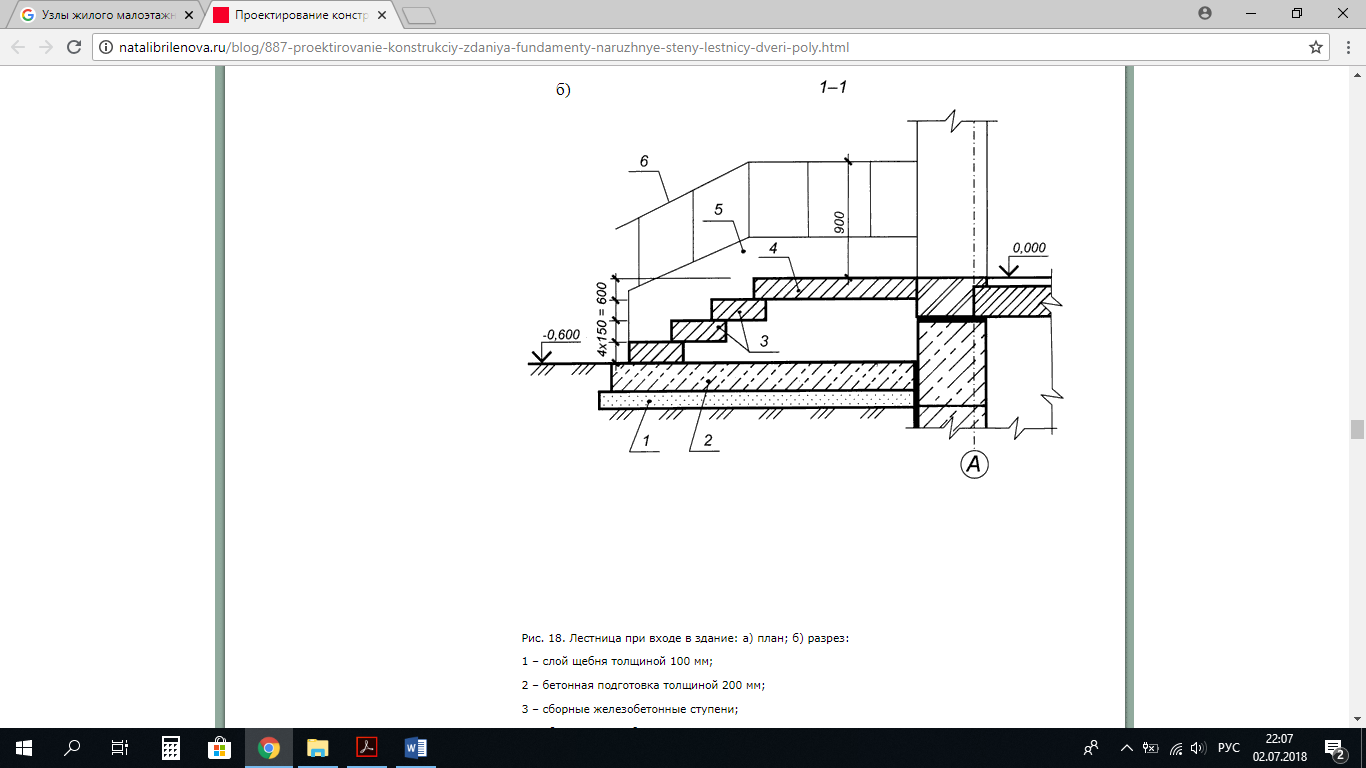 Узлы жилого малоэтажн
Проектирование констр
natalibrilenova.ru/blog/887-proektirovanie-konstrukciy-zdaniya-fundamenty-naruzhnye-steny-lestnicy-dveri-poly.html
б)
1–1
6
5
4
900
0,000
4x150 = 600
-0,600
3
1
2
А
Рис. 18. Лестница при входе в здание: а) план; б) разрез:
1 – слой щебня толщиной 100 мм;
2 – бетонная подготовка толщиной 200 мм;
3 – сборные железобетонные ступени;
РУС
22:07
02.07.2018
2